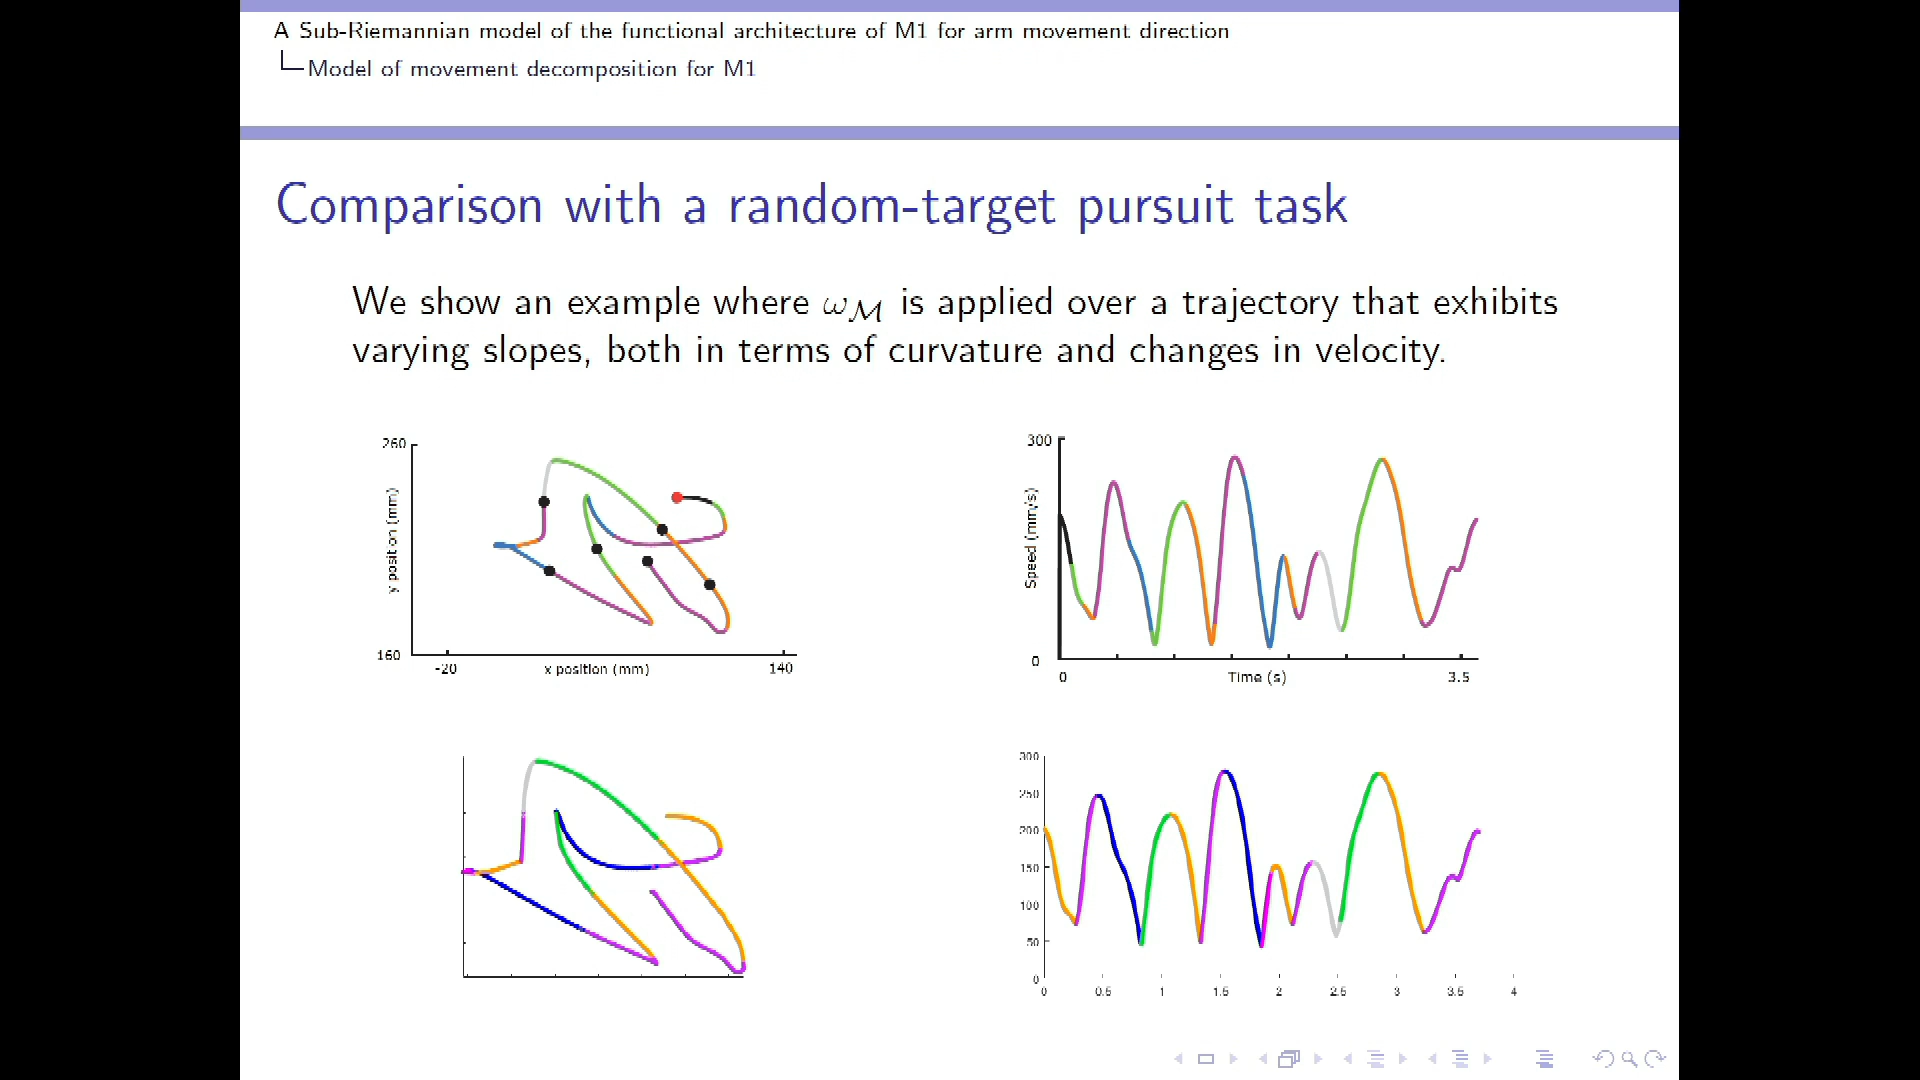 A Sub-Riemannian model of the functional architecture of M1 for arm movement direction
Model of movement decomposition for M1
Comparison with a random-target pursuit task
We show an example where ω_ℳ is applied over a trajectory that exhibits
varying slopes, both in terms of curvature and changes in velocity.
260
y position (mm)
160
-20
x position (mm)
140
300
Speed (mm/s)
0
0
Time (s)
3.5
300
250
200
150
100
50
0
0 0.5 1 1.5 2 2.5 3 3.5 4